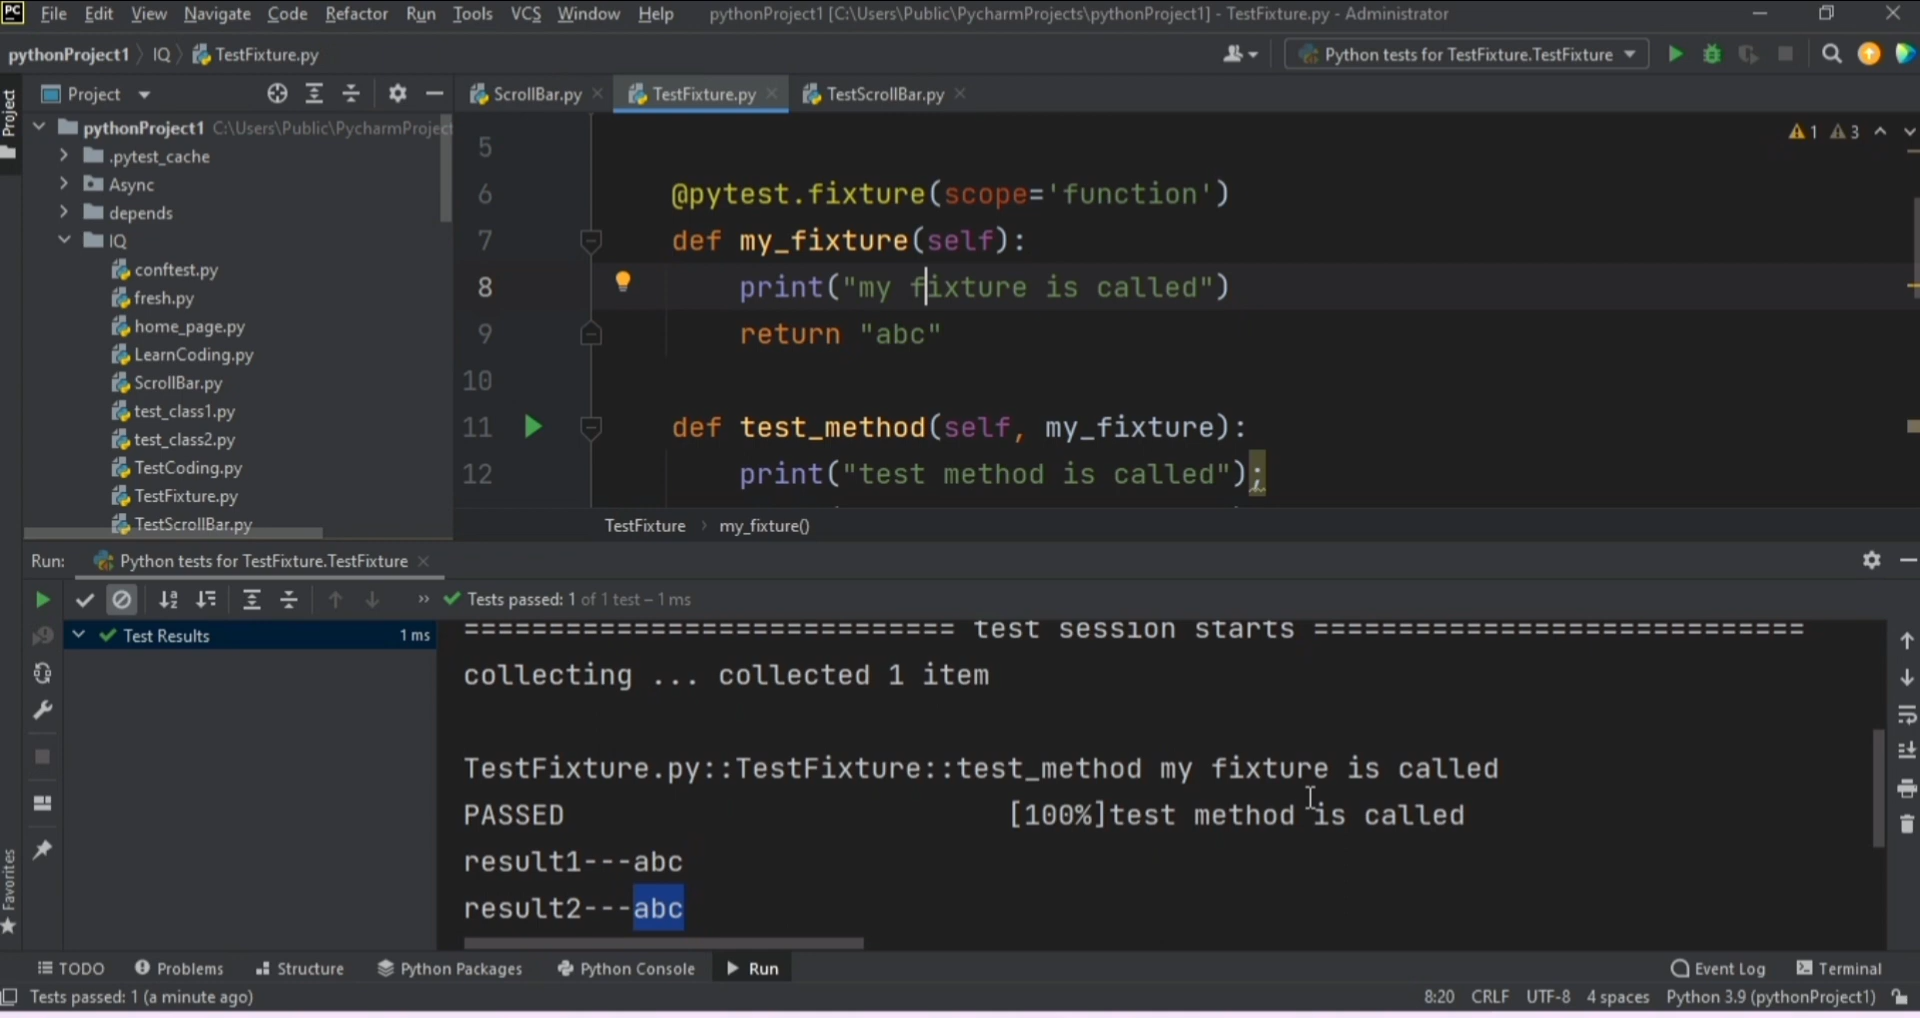 PC File Edit View Navigate Code Refactor Run Tools VCS Window Help pythonProject1 [C:\Users\Public\PycharmProjects\pythonProject1] - TestFixture.py - Administrator
pythonProject1 IQ TestFixture.py Python tests for TestFixture.TestFixture
Project
Project
ScrollBar.py TestFixture.py TestScrollBar.py
pythonProject1 C:\Users\Public\PycharmProject
.pytest_cache
Async
depends
IQ
conftest.py
fresh.py
home_page.py
LearnCoding.py
ScrollBar.py
test_class1.py
test_class2.py
TestCoding.py
TestFixture.py
TestScrollBar.py
1 3
5
6 @pytest.fixture(scope='function')
7 def my_fixture(self):
8 print("my fixture is called")
9 return "abc"
10
11 def test_method(self, my_fixture):
12 print("test method is called");
TestFixture my_fixture()
Run: Python tests for TestFixture.TestFixture
» Tests passed: 1 of 1 test – 1 ms
Test Results 1 ms
============================= test session starts =============================
collecting ... collected 1 item
TestFixture.py::TestFixture::test_method my fixture is called
PASSED [100%]test method is called
result1---abc
result2---abc
Favorites
TODO Problems Structure Python Packages Python Console Run Event Log Terminal
Tests passed: 1 (a minute ago) 8:20 CRLF UTF-8 4 spaces Python 3.9 (pythonProject1)